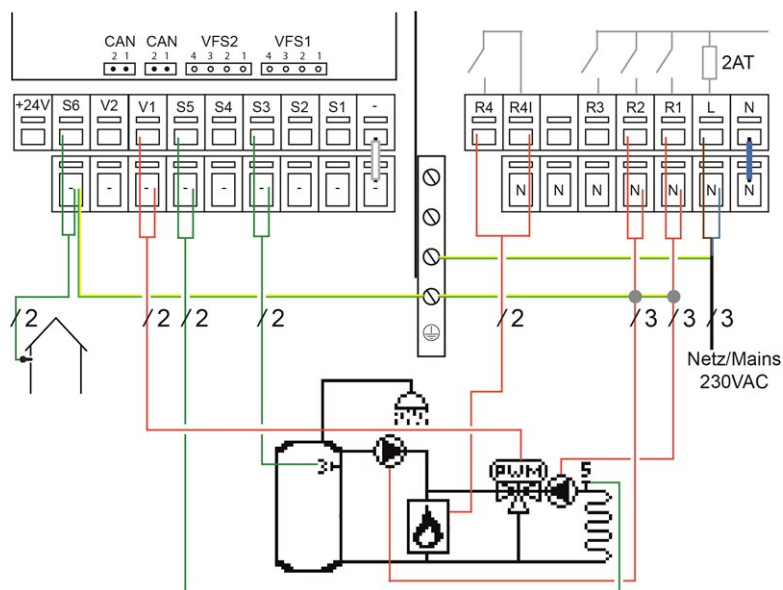 CAN CAN VFS2 VFS1
2 1 2 1 4 3 2 1 4 3 2 1
2AT
+24V S6 V2 V1 S5 S4 S3 S2 S1 - R4 R4I R3 R2 R1 L N
- - - - - - - - - N N N N N N
/2 /2 /2 /2 /2 /3 /3 /3
Netz/Mains
230VAC
3
PWM
S